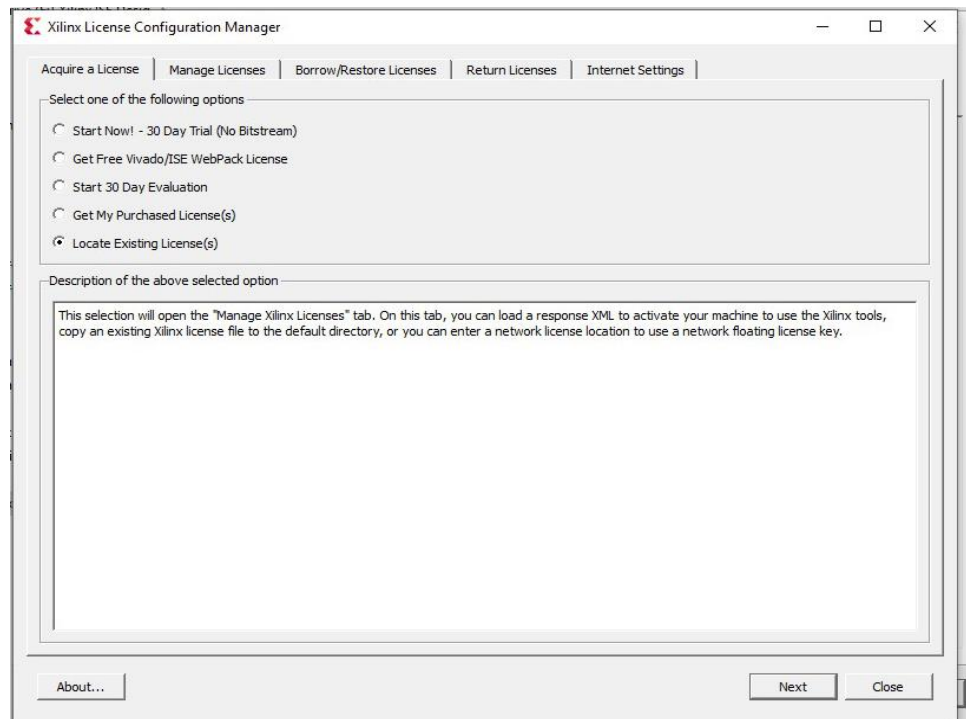 Xilinx License Configuration Manager
Acquire a License Manage Licenses Borrow/Restore Licenses Return Licenses Internet Settings
Select one of the following options
Start Now! - 30 Day Trial (No Bitstream)
Get Free Vivado/ISE WebPack License
Start 30 Day Evaluation
Get My Purchased License(s)
Locate Existing License(s)
Description of the above selected option
This selection will open the "Manage Xilinx Licenses" tab. On this tab, you can load a response XML to activate your machine to use the Xilinx tools,
copy an existing Xilinx license file to the default directory, or you can enter a network license location to use a network floating license key.
About... Next Close